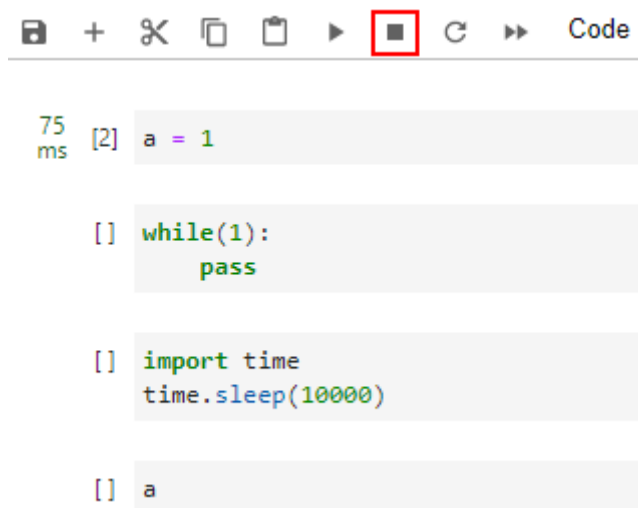 Code
75
ms
[2] a = 1
[ ] while(1):
pass
[ ] import time
time.sleep(10000)
[ ] a